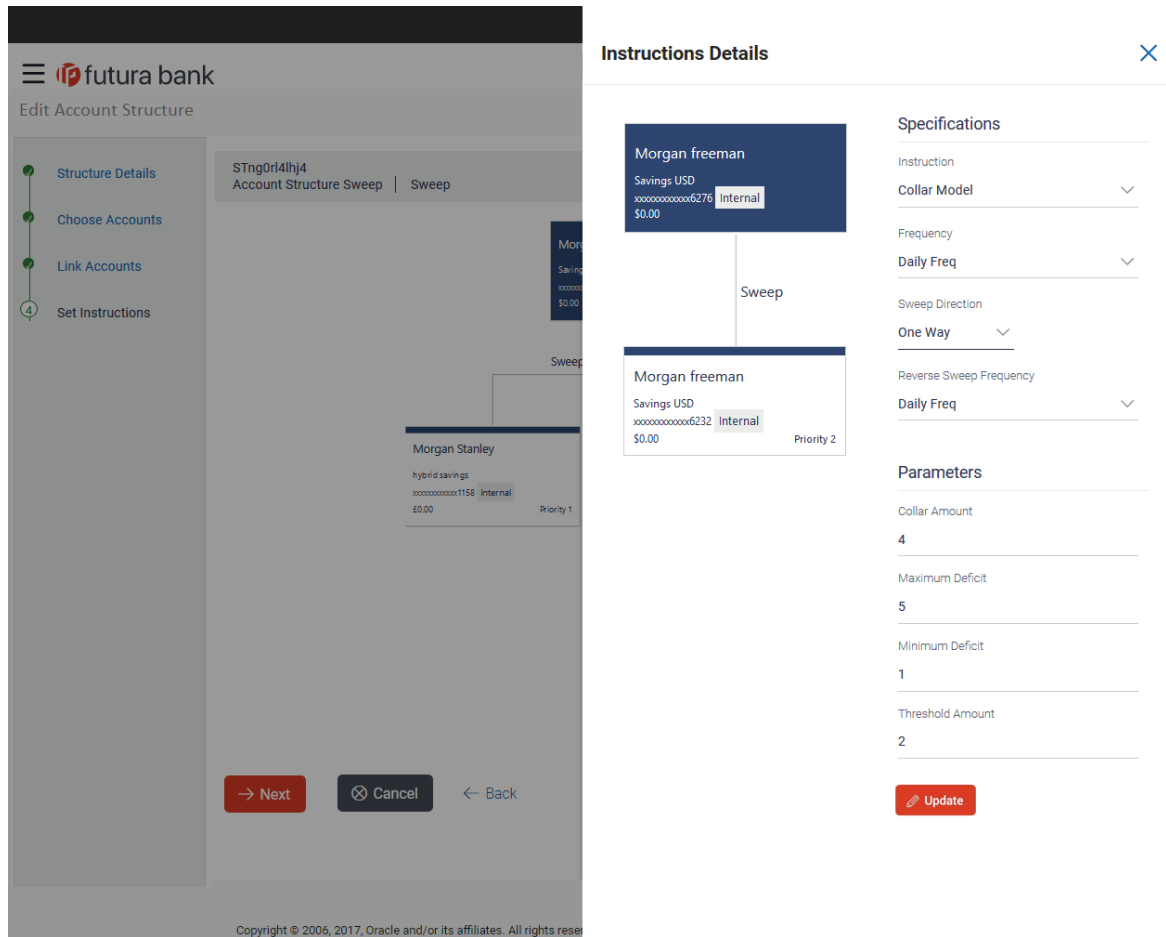 futura bank
Edit Account Structure
Structure Details
Choose Accounts
Link Accounts
4
Set Instructions
STng0rl4lhj4
Account Structure Sweep | Sweep
Savings
$0.00
Sweep
Morgan Stanley
hybrid savings
xxxxxxxxxxxx1158 Internal
£0.00 Priority 1
Next
Cancel
Back
Copyright © 2006, 2017, Oracle and/or its affiliates. All rights
Instructions Details
Morgan freeman
Savings USD
xxxxxxxxxxxx6276 Internal
$0.00
Sweep
Morgan freeman
Savings USD
xxxxxxxxxxxx6232 Internal
$0.00 Priority 2
Specifications
Instruction
Collar Model
Frequency
Daily Freq
Sweep Direction
One Way
Reverse Sweep Frequency
Daily Freq
Parameters
Collar Amount
4
Maximum Deficit
5
Minimum Deficit
1
Threshold Amount
2
Update